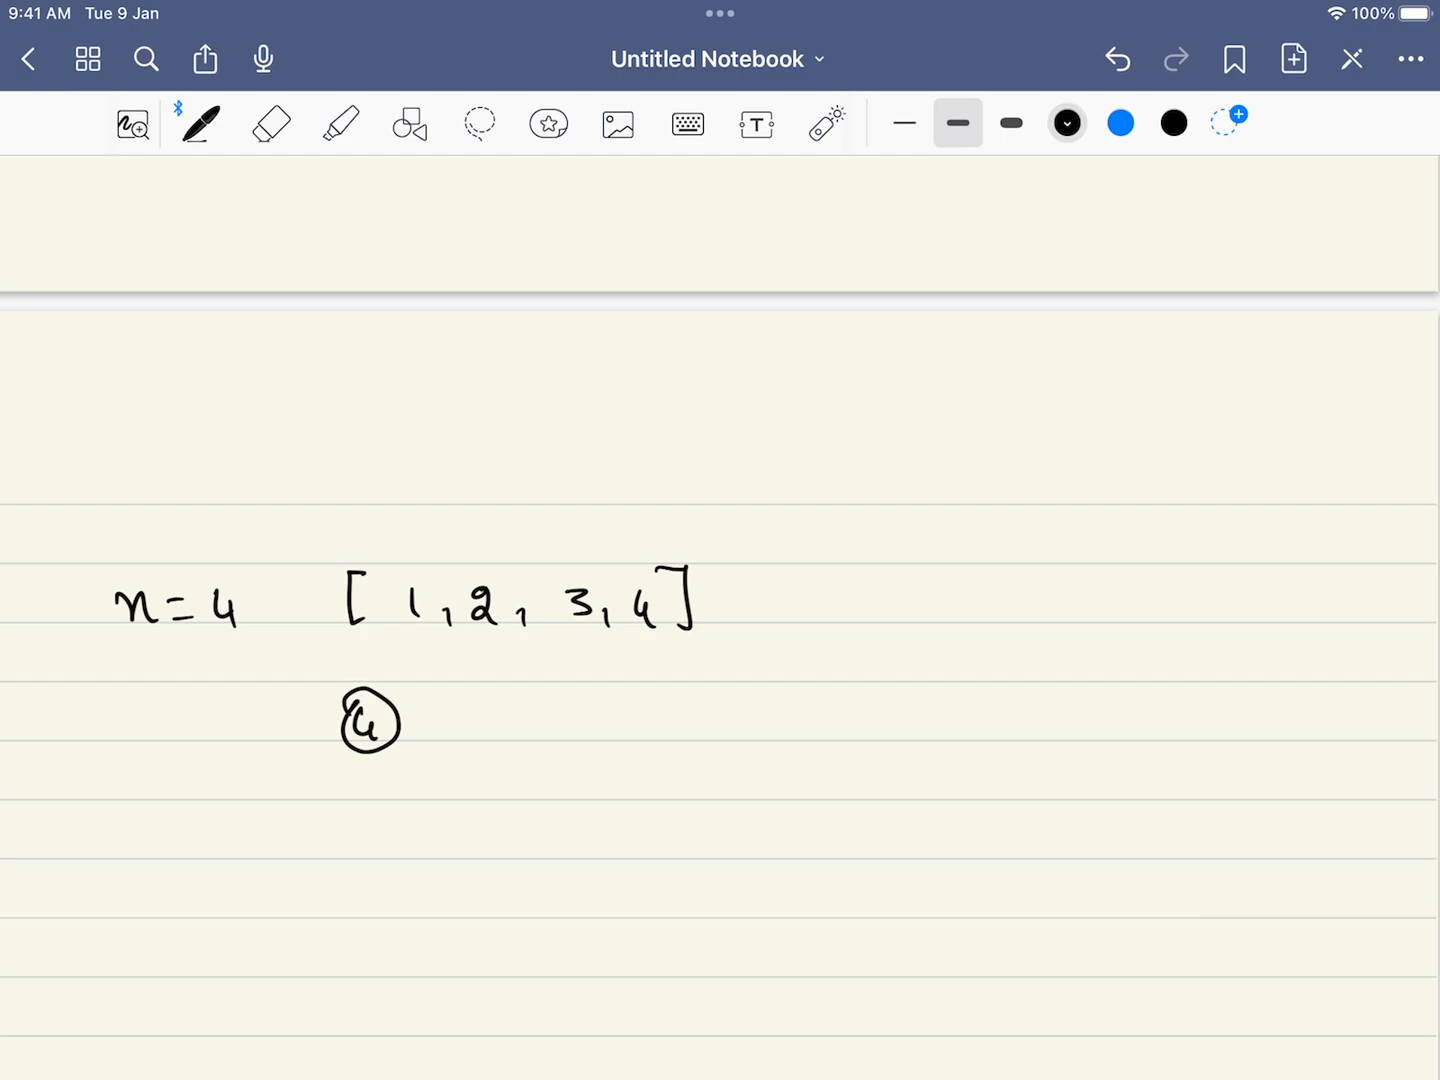 9:41 AM Tue 9 Jan 100%
Untitled Notebook
T
n=4 [ 1, 2, 3, 4 ]
4